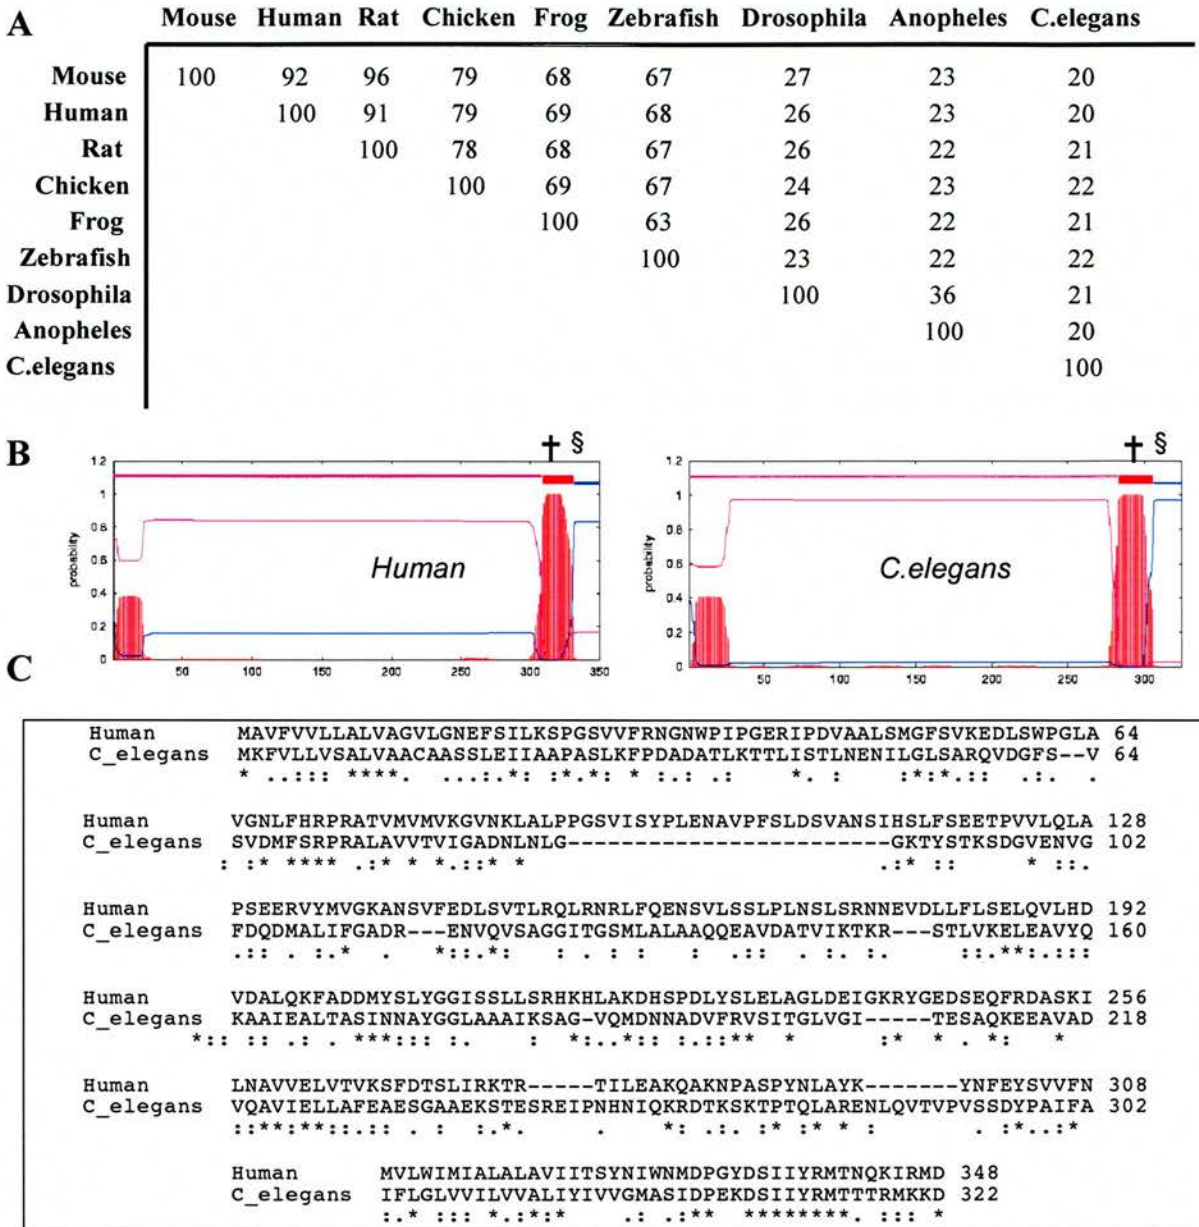 A
Mouse Human Rat Chicken Frog Zebrafish Drosophila Anopheles C.elegans
Mouse 100 92 96 79 68 67 27 23 20
Human 100 91 79 69 68 26 23 20
Rat 100 78 68 67 26 22 21
Chicken 100 69 67 24 23 22
Frog 100 63 26 22 21
Zebrafish 100 23 22 22
Drosophila 100 36 21
Anopheles 100 20
C.elegans 100
B
† §
1.2
1
0.8
0.6
0.4
0.2
0
probability
Human
50 100 150 200 250 300 350
† §
1.2
1
0.8
0.6
0.4
0.2
0
probability
C.elegans
50 100 150 200 250 300
C
Human MAVFVVLLALVAGVLGNEFSILKSPGSVVFRNGNWPIPGERIPDVAALSMGFSVKEDLSWPGLA 64
C_elegans MKFVLLVSALVAACAASSLEIIAAPASLKFPDADATLKTTLISTLNENILGLSARQVDGFS--V 64
Human VGNLFHRPRATVMVMVKGVNKLALPPGSVISYPLENAVPFSLDSVANSIHSLFSEETPVVLQLA 128
C_elegans SVDMFSRPRALAVVTVIGADNLNLG----------------------GKTYSTKSDGVENVG 102
Human PSEERVYMVGKANSVFEDLSVTLRQLRNRLFQENSVLSSLPLNSLSRNNEVDLLFLSELQVLHD 192
C_elegans FDQDMALIFGADR---ENVQVSAGGITGSMLALAAQQEAVDATVIKTKR---STLVKELEAVYQ 160
Human VDALQKFADDMYSLYGGISSLLSRHKHLAKDHSPDLYSLELAGLDEIGKRYGEDSEQFRDASKI 256
C_elegans KAAIEALTASINNAYGGLAAAIKSAG-VQMDNNADVFRVSITGLVGI-----TESAQKEEAVAD 218
Human LNAVVELVTVKSFDTSLIRKTR-----TILEAKQAKNPASPYNLAYK-------YNFEYSVVFN 308
C_elegans VQAVIELLAFEAESGAAEKSTESREIPNHNIQKRDTKSKTPTQLARENLQVTVPVSSDYPAIFA 302
Human MVLWIMIALALAVIITSYNIWNMDPGYDSIIYRMTNQKIRMD 348
C_elegans IFLGLVVILVVALIYIVVGMASIDPEKDSIIYRMTTTRMKKD 322